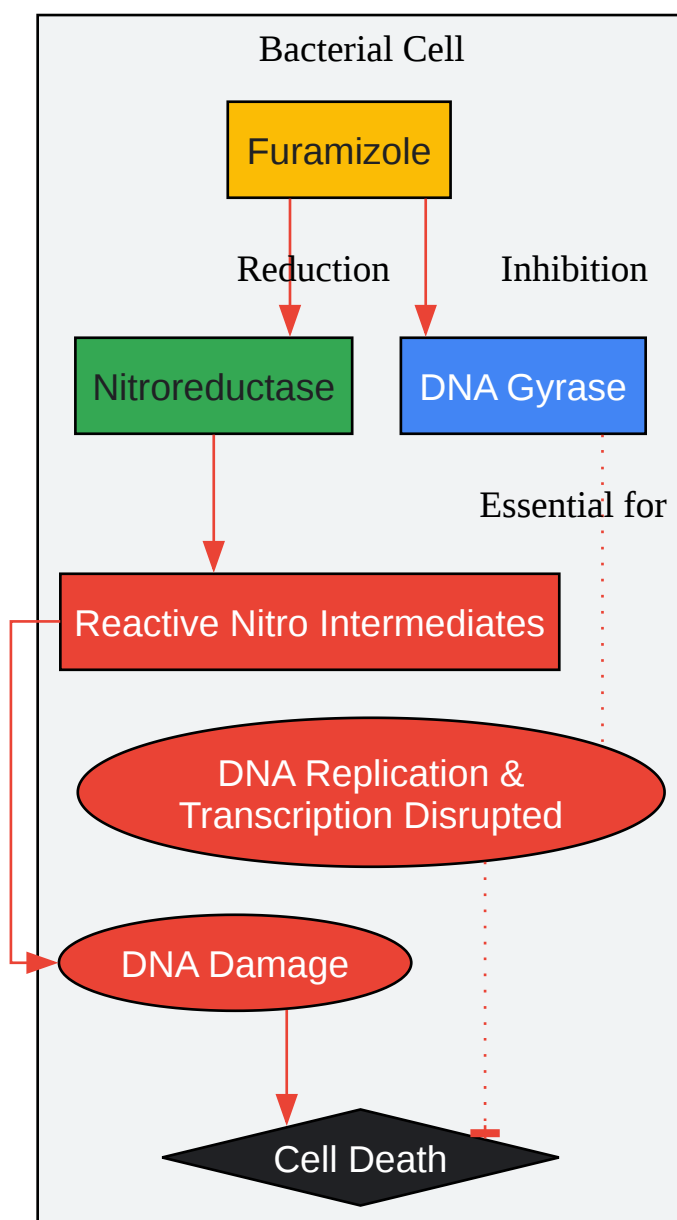 Bacterial Cell
Furamizole
Reduction
Inhibition
Nitroreductase
DNA Gyrase
Essential for
Reactive Nitro Intermediates
DNA Replication &
Transcription Disrupted
DNA Damage
Cell Death